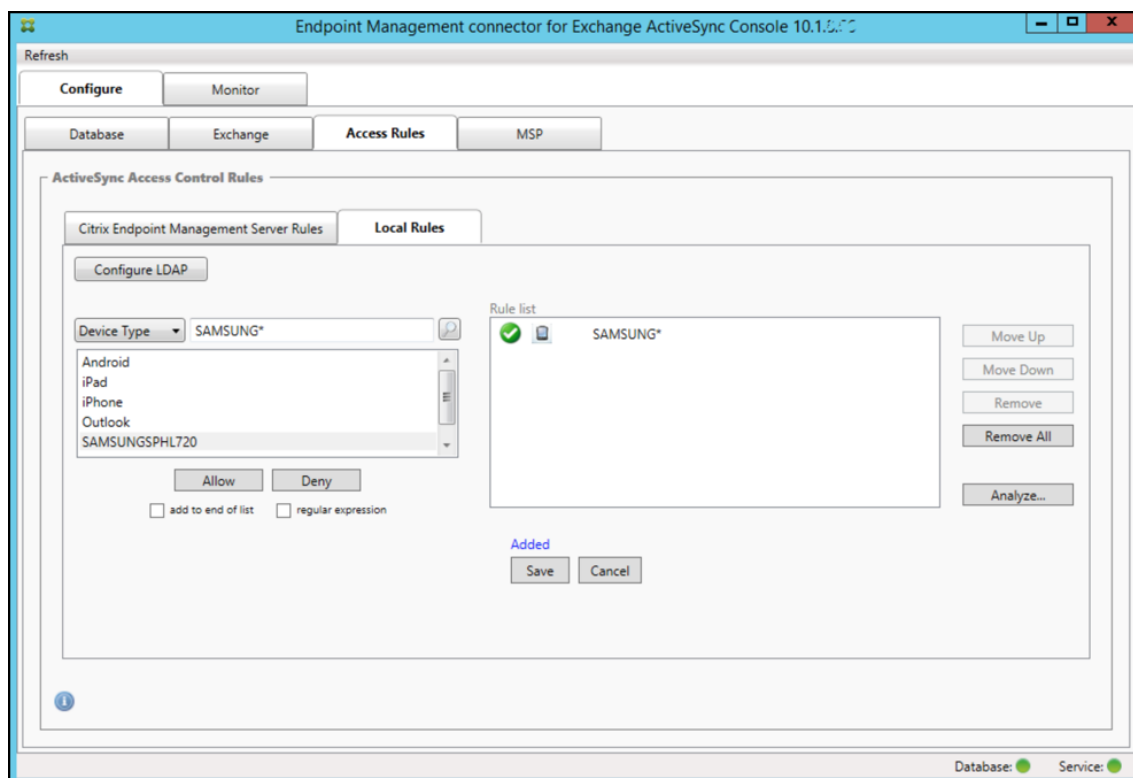 Endpoint Management connector for Exchange ActiveSync Console 10.1.
Refresh
Configure Monitor
Database Exchange Access Rules MSP
ActiveSync Access Control Rules
Citrix Endpoint Management Server Rules Local Rules
Configure LDAP
Rule list
Device Type SAMSUNG*
SAMSUNG*
Move Up
Android
iPad
Move Down
iPhone
Remove
Outlook
SAMSUNGSPHL720
Remove All
Allow Deny
Analyze...
add to end of list regular expression
Added
Save Cancel
Database: Service: